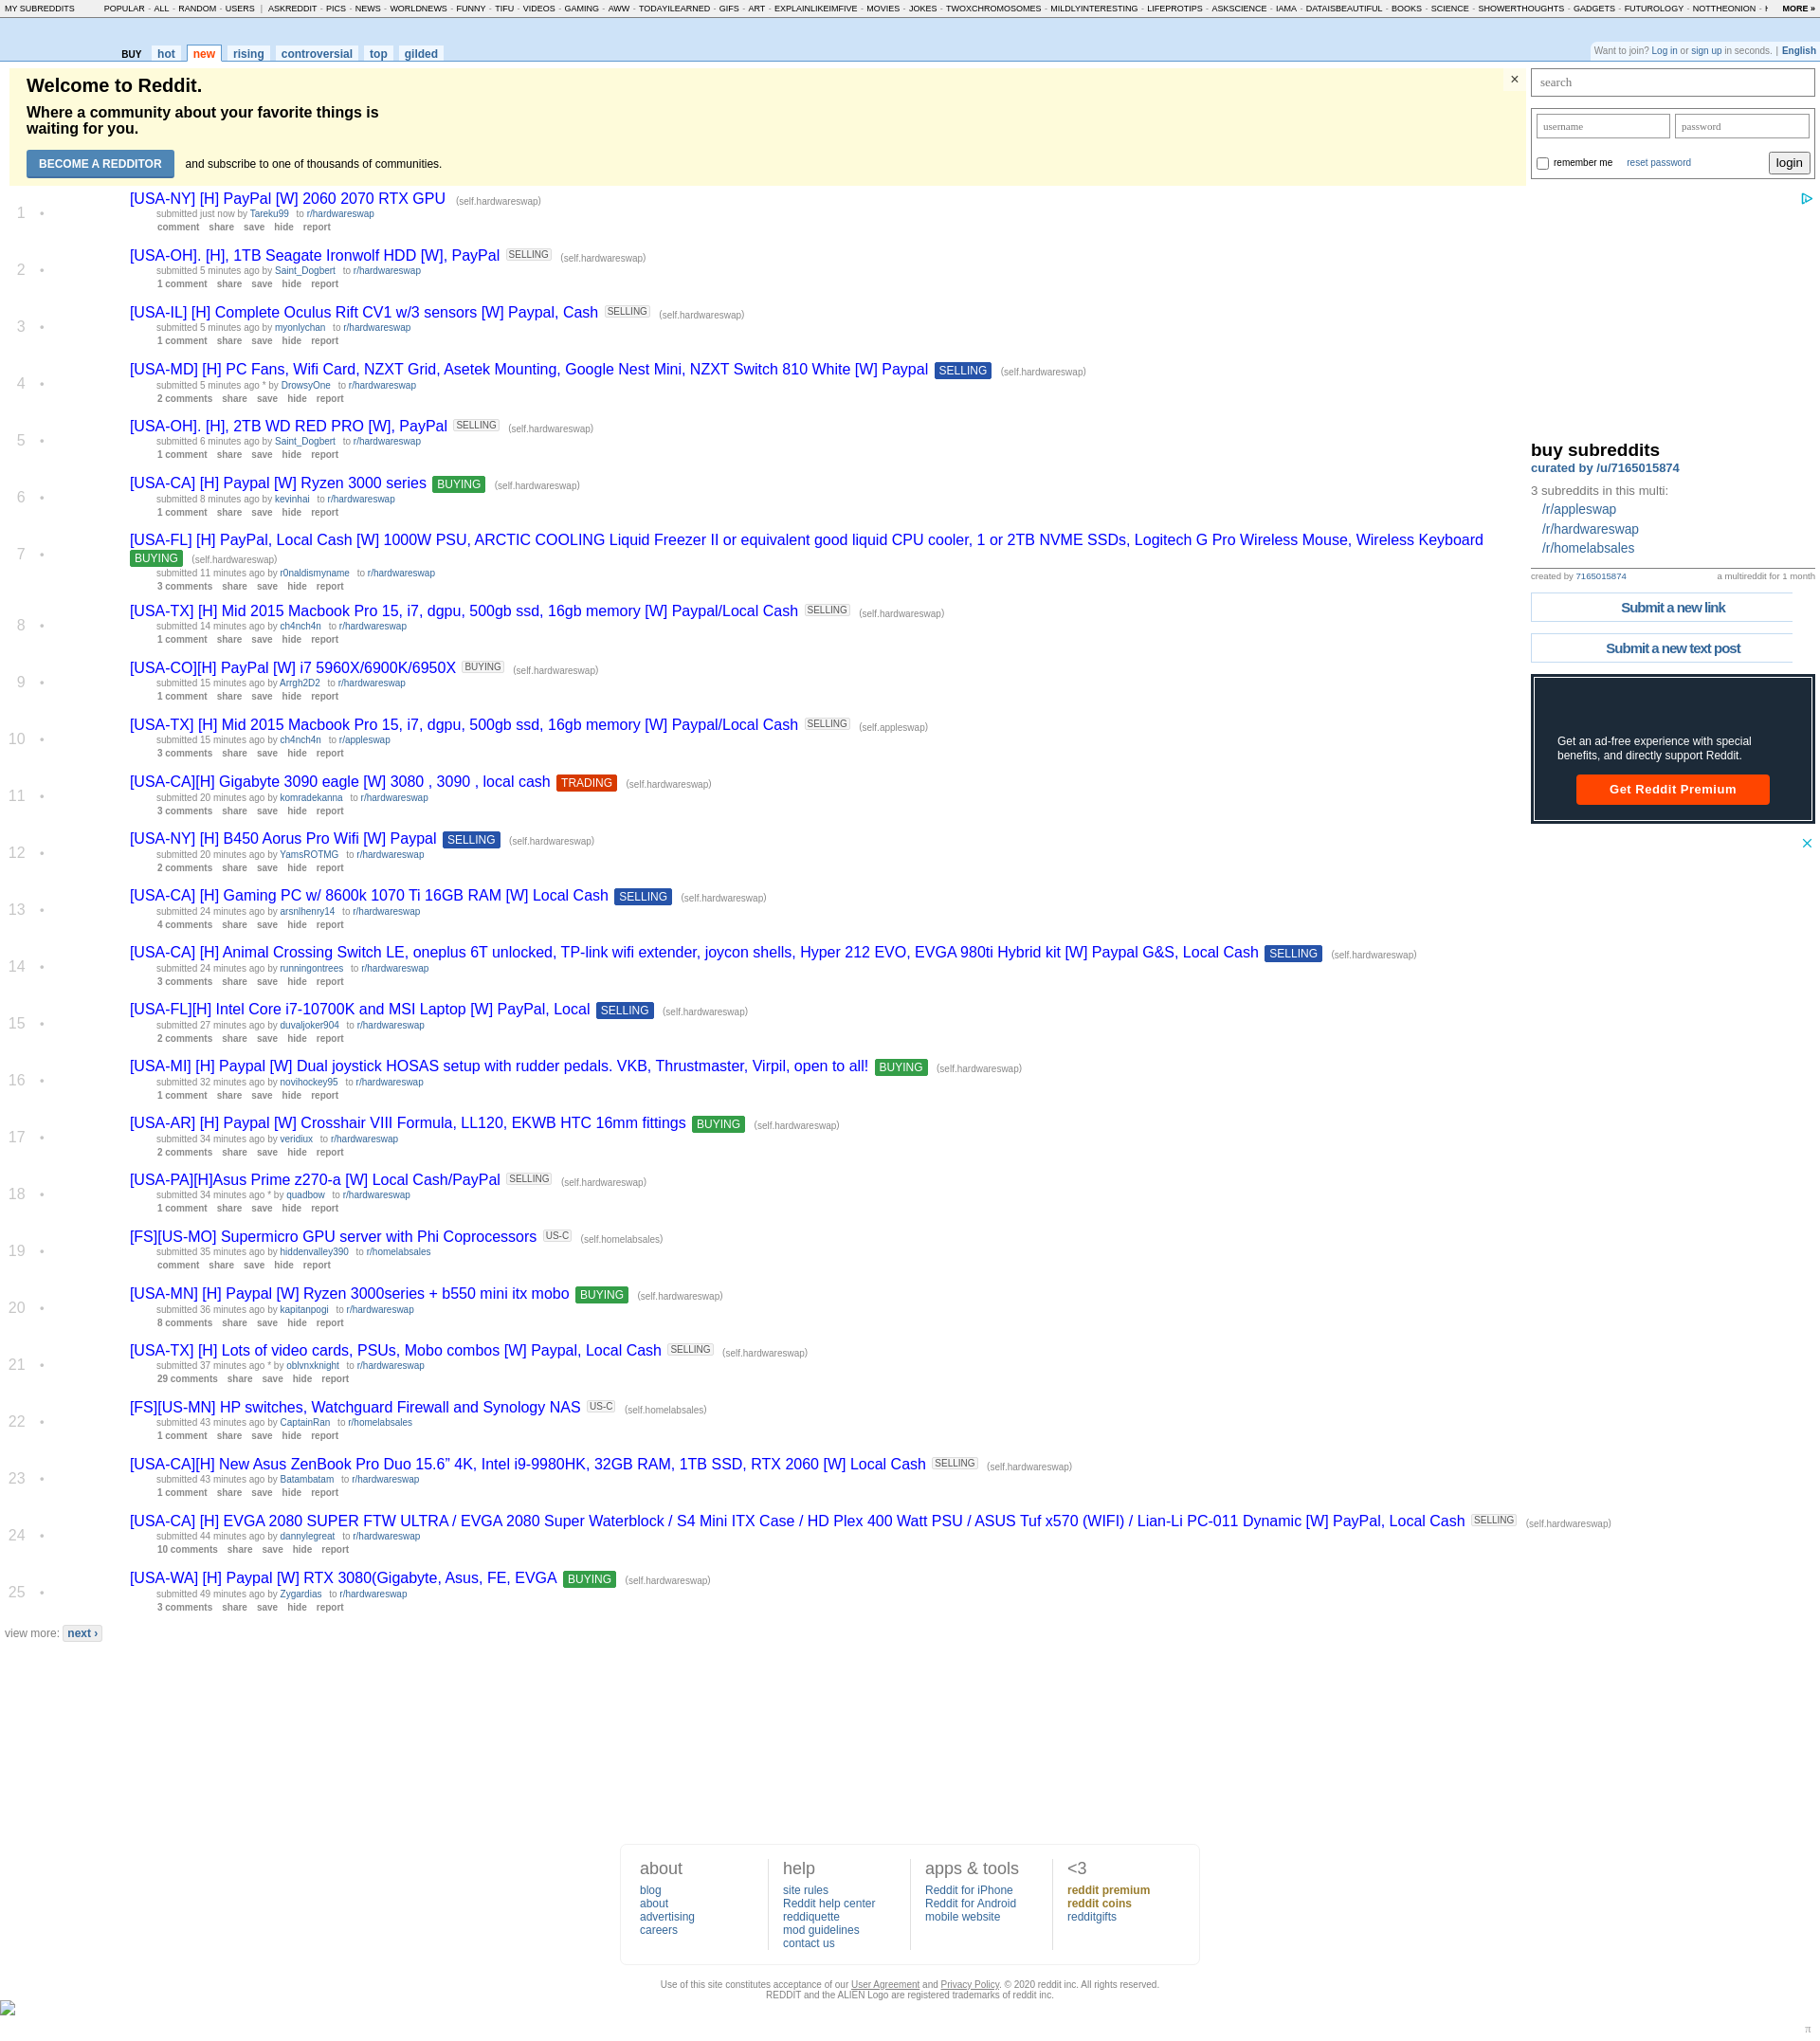 MY SUBREDDITS POPULAR - ALL - RANDOM - USERS | ASKREDDIT - PICS - NEWS - WORLDNEWS - FUNNY - TIFU - VIDEOS - GAMING - AWW - TODAYILEARNED - GIFS - ART - EXPLAINLIKEIMFIVE - MOVIES - JOKES - TWOXCHROMOSOMES - MILDLYINTERESTING - LIFEPROTIPS - ASKSCIENCE - IAMA - DATAISBEAUTIFUL - BOOKS - SCIENCE - SHOWERTHOUGHTS - GADGETS - FUTUROLOGY - NOTTHEONION - MORE »
BUY hot new rising controversial top gilded
Want to join? Log in or sign up in seconds. | English
Welcome to Reddit.
Where a community about your favorite things is
waiting for you.
BECOME A REDDITOR and subscribe to one of thousands of communities.
×
search
username password
remember me reset password login
1 • [USA-NY] [H] PayPal [W] 2060 2070 RTX GPU (self.hardwareswap)
submitted just now by Tareku99 to r/hardwareswap
comment share save hide report
2 • [USA-OH]. [H], 1TB Seagate Ironwolf HDD [W], PayPal SELLING (self.hardwareswap)
submitted 5 minutes ago by Saint_Dogbert to r/hardwareswap
1 comment share save hide report
3 • [USA-IL] [H] Complete Oculus Rift CV1 w/3 sensors [W] Paypal, Cash SELLING (self.hardwareswap)
submitted 5 minutes ago by myonlychan to r/hardwareswap
1 comment share save hide report
4 • [USA-MD] [H] PC Fans, Wifi Card, NZXT Grid, Asetek Mounting, Google Nest Mini, NZXT Switch 810 White [W] Paypal SELLING (self.hardwareswap)
submitted 5 minutes ago * by DrowsyOne to r/hardwareswap
2 comments share save hide report
5 • [USA-OH]. [H], 2TB WD RED PRO [W], PayPal SELLING (self.hardwareswap)
submitted 6 minutes ago by Saint_Dogbert to r/hardwareswap
1 comment share save hide report
6 • [USA-CA] [H] Paypal [W] Ryzen 3000 series BUYING (self.hardwareswap)
submitted 8 minutes ago by kevinhai to r/hardwareswap
1 comment share save hide report
7 • [USA-FL] [H] PayPal, Local Cash [W] 1000W PSU, ARCTIC COOLING Liquid Freezer II or equivalent good liquid CPU cooler, 1 or 2TB NVME SSDs, Logitech G Pro Wireless Mouse, Wireless Keyboard
BUYING (self.hardwareswap)
submitted 11 minutes ago by r0naldismyname to r/hardwareswap
3 comments share save hide report
8 • [USA-TX] [H] Mid 2015 Macbook Pro 15, i7, dgpu, 500gb ssd, 16gb memory [W] Paypal/Local Cash SELLING (self.hardwareswap)
submitted 14 minutes ago by ch4nch4n to r/hardwareswap
1 comment share save hide report
9 • [USA-CO][H] PayPal [W] i7 5960X/6900K/6950X BUYING (self.hardwareswap)
submitted 15 minutes ago by Arrgh2D2 to r/hardwareswap
1 comment share save hide report
10 • [USA-TX] [H] Mid 2015 Macbook Pro 15, i7, dgpu, 500gb ssd, 16gb memory [W] Paypal/Local Cash SELLING (self.appleswap)
submitted 15 minutes ago by ch4nch4n to r/appleswap
3 comments share save hide report
11 • [USA-CA][H] Gigabyte 3090 eagle [W] 3080 , 3090 , local cash TRADING (self.hardwareswap)
submitted 20 minutes ago by komradekanna to r/hardwareswap
3 comments share save hide report
12 • [USA-NY] [H] B450 Aorus Pro Wifi [W] Paypal SELLING (self.hardwareswap)
submitted 20 minutes ago by YamsROTMG to r/hardwareswap
2 comments share save hide report
13 • [USA-CA] [H] Gaming PC w/ 8600k 1070 Ti 16GB RAM [W] Local Cash SELLING (self.hardwareswap)
submitted 24 minutes ago by arsnlhenry14 to r/hardwareswap
4 comments share save hide report
14 • [USA-CA] [H] Animal Crossing Switch LE, oneplus 6T unlocked, TP-link wifi extender, joycon shells, Hyper 212 EVO, EVGA 980ti Hybrid kit [W] Paypal G&S, Local Cash SELLING (self.hardwareswap)
submitted 24 minutes ago by runningontrees to r/hardwareswap
3 comments share save hide report
15 • [USA-FL][H] Intel Core i7-10700K and MSI Laptop [W] PayPal, Local SELLING (self.hardwareswap)
submitted 27 minutes ago by duvaljoker904 to r/hardwareswap
2 comments share save hide report
16 • [USA-MI] [H] Paypal [W] Dual joystick HOSAS setup with rudder pedals. VKB, Thrustmaster, Virpil, open to all! BUYING (self.hardwareswap)
submitted 32 minutes ago by novihockey95 to r/hardwareswap
1 comment share save hide report
17 • [USA-AR] [H] Paypal [W] Crosshair VIII Formula, LL120, EKWB HTC 16mm fittings BUYING (self.hardwareswap)
submitted 34 minutes ago by veridiux to r/hardwareswap
2 comments share save hide report
18 • [USA-PA][H]Asus Prime z270-a [W] Local Cash/PayPal SELLING (self.hardwareswap)
submitted 34 minutes ago * by quadbow to r/hardwareswap
1 comment share save hide report
19 • [FS][US-MO] Supermicro GPU server with Phi Coprocessors US-C (self.homelabsales)
submitted 35 minutes ago by hiddenvalley390 to r/homelabsales
comment share save hide report
20 • [USA-MN] [H] Paypal [W] Ryzen 3000series + b550 mini itx mobo BUYING (self.hardwareswap)
submitted 36 minutes ago by kapitanpogi to r/hardwareswap
8 comments share save hide report
21 • [USA-TX] [H] Lots of video cards, PSUs, Mobo combos [W] Paypal, Local Cash SELLING (self.hardwareswap)
submitted 37 minutes ago * by oblvnxknight to r/hardwareswap
29 comments share save hide report
22 • [FS][US-MN] HP switches, Watchguard Firewall and Synology NAS US-C (self.homelabsales)
submitted 43 minutes ago by CaptainRan to r/homelabsales
1 comment share save hide report
23 • [USA-CA][H] New Asus ZenBook Pro Duo 15.6” 4K, Intel i9-9980HK, 32GB RAM, 1TB SSD, RTX 2060 [W] Local Cash SELLING (self.hardwareswap)
submitted 43 minutes ago by Batambatam to r/hardwareswap
1 comment share save hide report
24 • [USA-CA] [H] EVGA 2080 SUPER FTW ULTRA / EVGA 2080 Super Waterblock / S4 Mini ITX Case / HD Plex 400 Watt PSU / ASUS Tuf x570 (WIFI) / Lian-Li PC-011 Dynamic [W] PayPal, Local Cash SELLING (self.hardwareswap)
submitted 44 minutes ago by dannylegreat to r/hardwareswap
10 comments share save hide report
25 • [USA-WA] [H] Paypal [W] RTX 3080(Gigabyte, Asus, FE, EVGA BUYING (self.hardwareswap)
submitted 49 minutes ago by Zygardias to r/hardwareswap
3 comments share save hide report
view more: next ›
buy subreddits
curated by /u/7165015874
3 subreddits in this multi:
/r/appleswap
/r/hardwareswap
/r/homelabsales
created by 7165015874 a multireddit for 1 month
Submit a new link
Submit a new text post
Get an ad-free experience with special
benefits, and directly support Reddit.
Get Reddit Premium
about
blog
about
advertising
careers
help
site rules
Reddit help center
reddiquette
mod guidelines
contact us
apps & tools
Reddit for iPhone
Reddit for Android
mobile website
<3
reddit premium
reddit coins
redditgifts
Use of this site constitutes acceptance of our User Agreement and Privacy Policy. © 2020 reddit inc. All rights reserved.
REDDIT and the ALIEN Logo are registered trademarks of reddit inc.
π